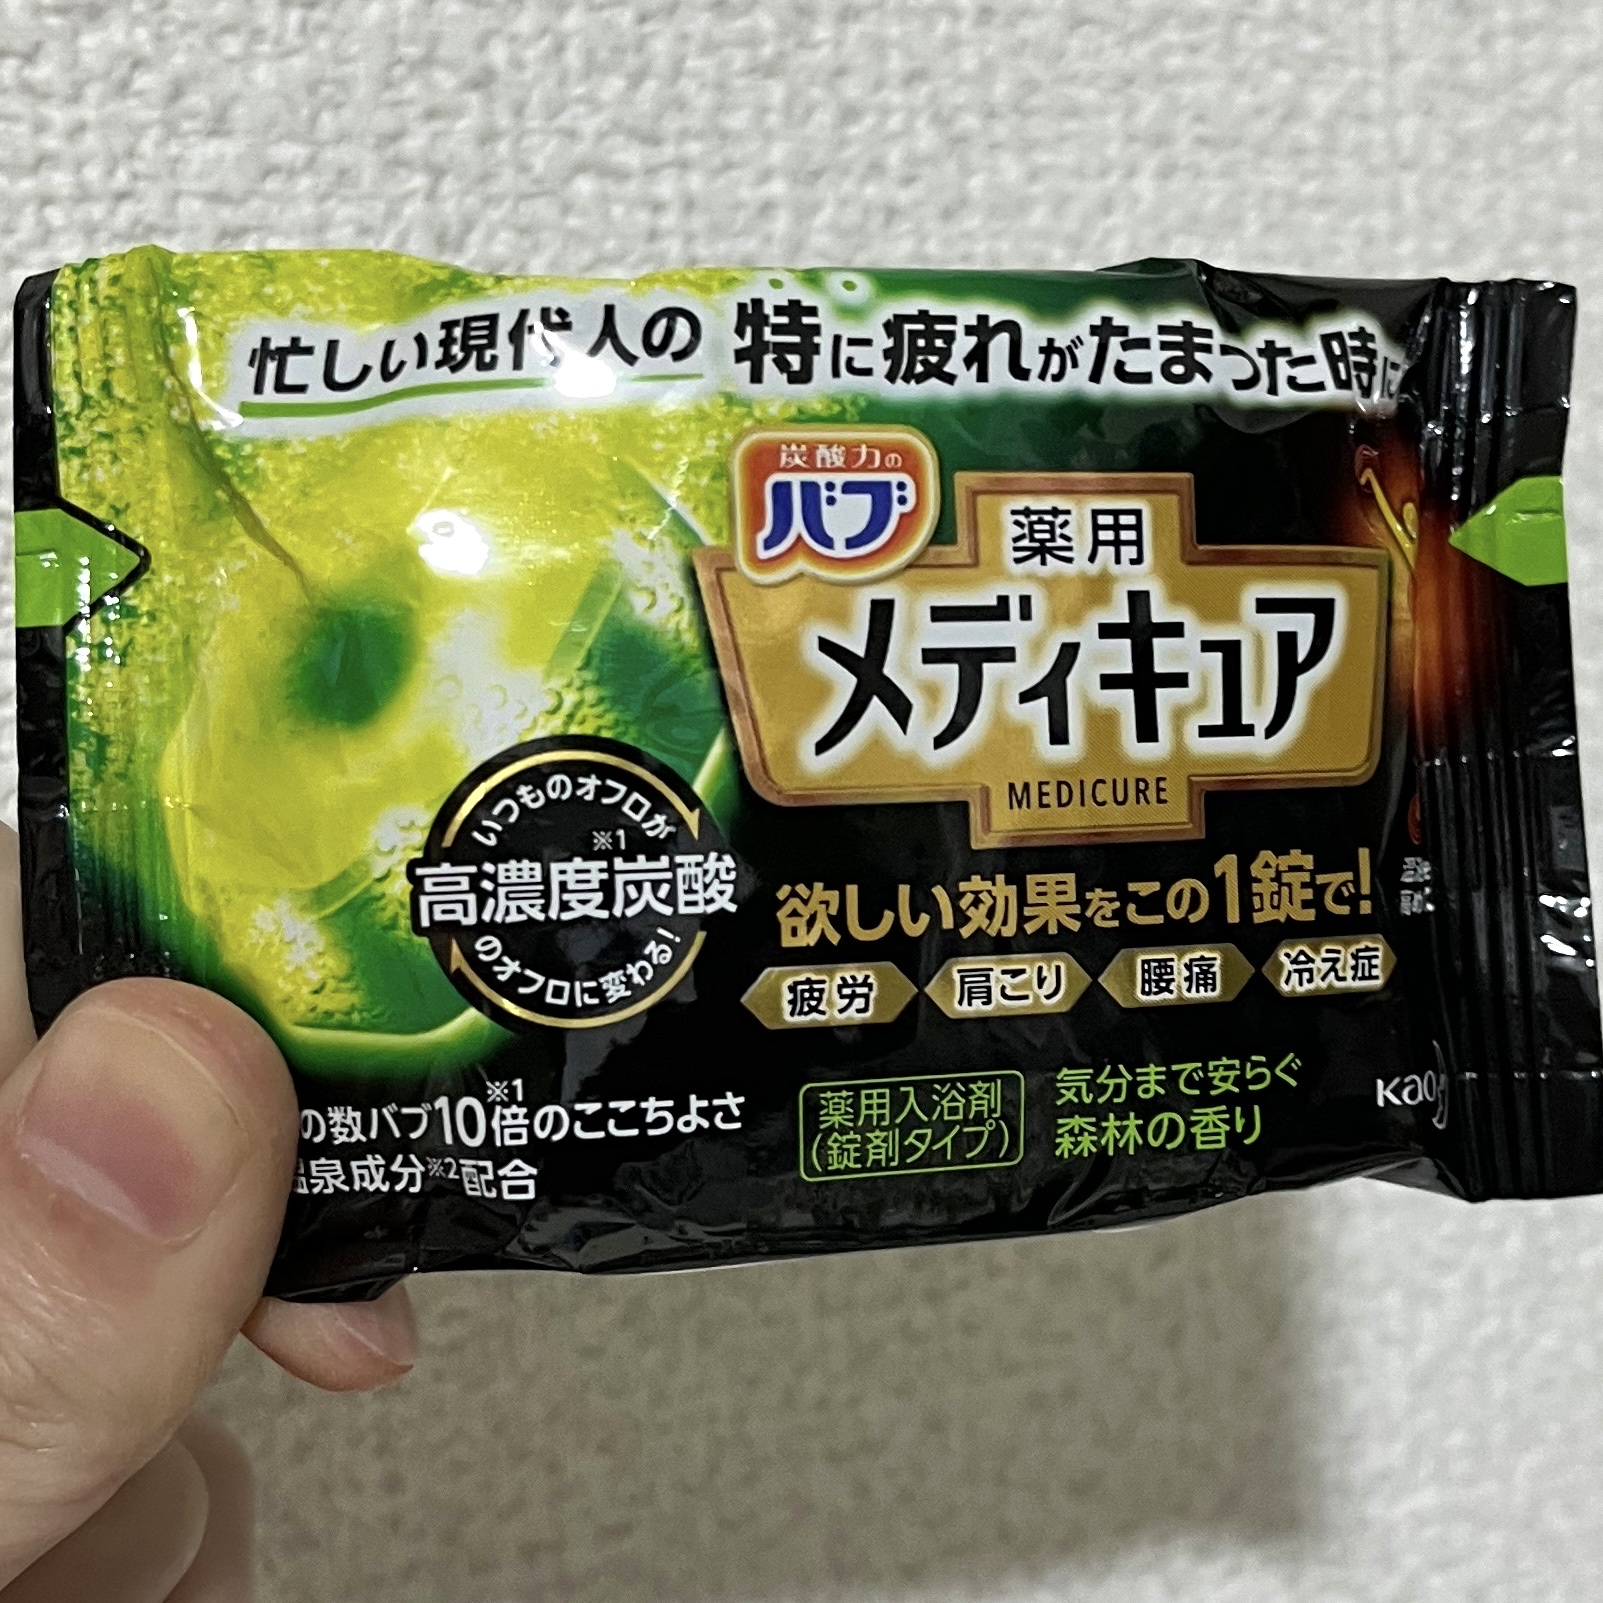 忙しい現代人の 特に疲れがたまった時に
炭酸力の
バブ
薬用
メディキュア
MEDICURE
いつものオフロが
※1
高濃度炭酸
のオフロに変わる!
欲しい効果をこの1錠で!
疲労 肩こり 腰痛 冷え症
の数バブ10倍※1のここちよさ
泉成分※2配合
薬用入浴剤
(錠剤タイプ)
気分まで安らぐ
森林の香り
Kao